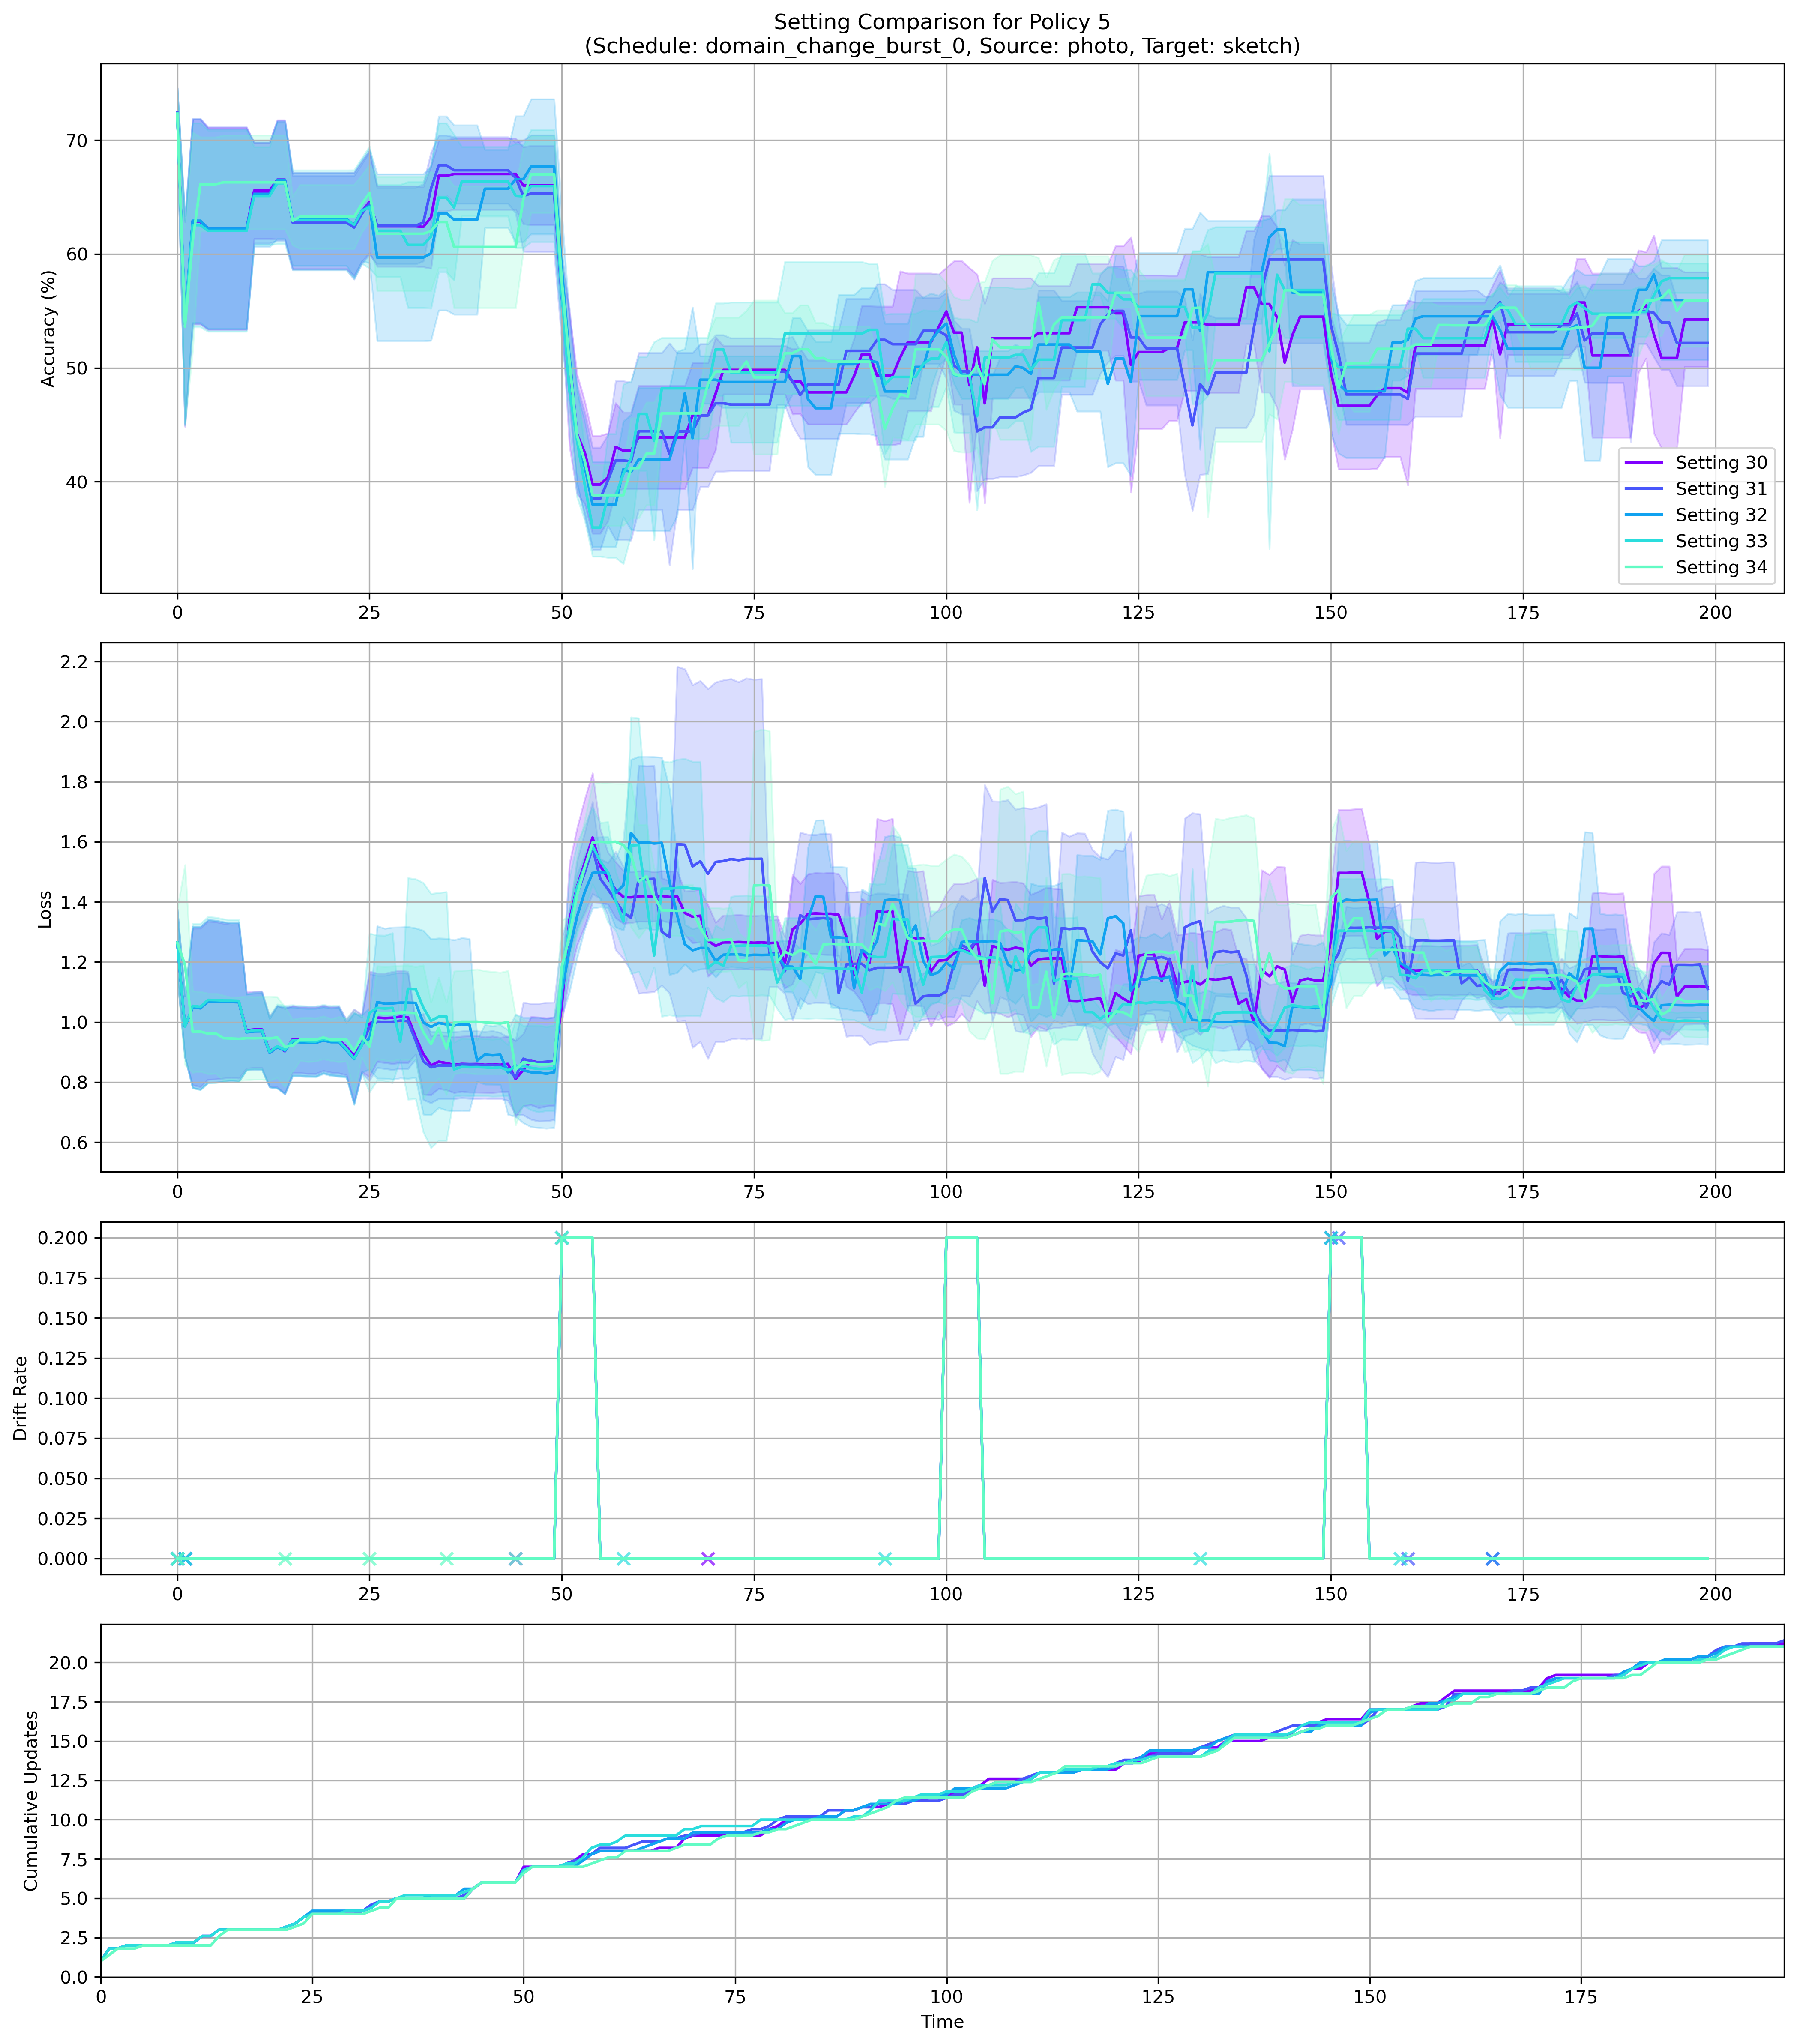 Setting Comparison for Policy 5
(Schedule: domain_change_burst_0, Source: photo, Target: sketch)
Accuracy (%)
70
60
50
40
Setting 30
Setting 31
Setting 32
Setting 33
Setting 34
0 25 50 75 100 125 150 175 200
Loss
2.2
2.0
1.8
1.6
1.4
1.2
1.0
0.8
0.6
0 25 50 75 100 125 150 175 200
Drift Rate
0.200
0.175
0.150
0.125
0.100
0.075
0.050
0.025
0.000
0 25 50 75 100 125 150 175 200
Cumulative Updates
20.0
17.5
15.0
12.5
10.0
7.5
5.0
2.5
0.0
0 25 50 75 100 125 150 175
Time